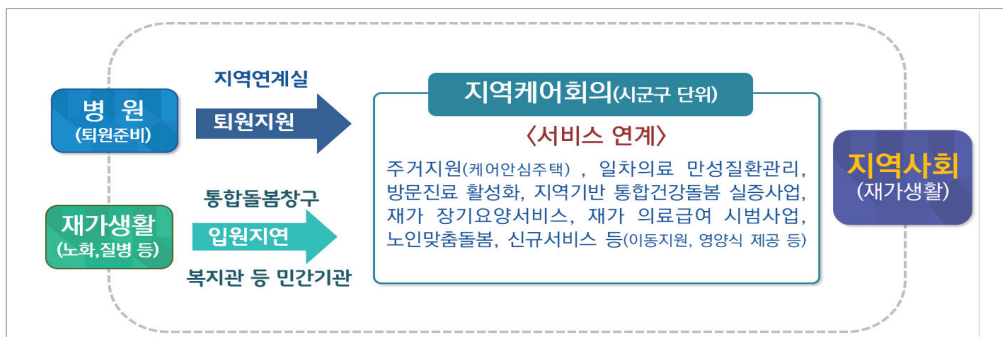 지역연계실
병 원
(퇴원준비)
퇴원지원
통합돌봄창구
재가생활
(노화,질병 등)
입원지연
복지관 등 민간기관
지역케어회의(시군구 단위)
〈서비스 연계〉
주거지원(케어안심주택) , 일차의료 만성질환관리,
방문진료 활성화, 지역기반 통합건강돌봄 실증사업,
재가 장기요양서비스, 재가 의료급여 시범사업,
노인맞춤돌봄, 신규서비스 등(이동지원, 영양식 제공 등)
지역사회
(재가생활)